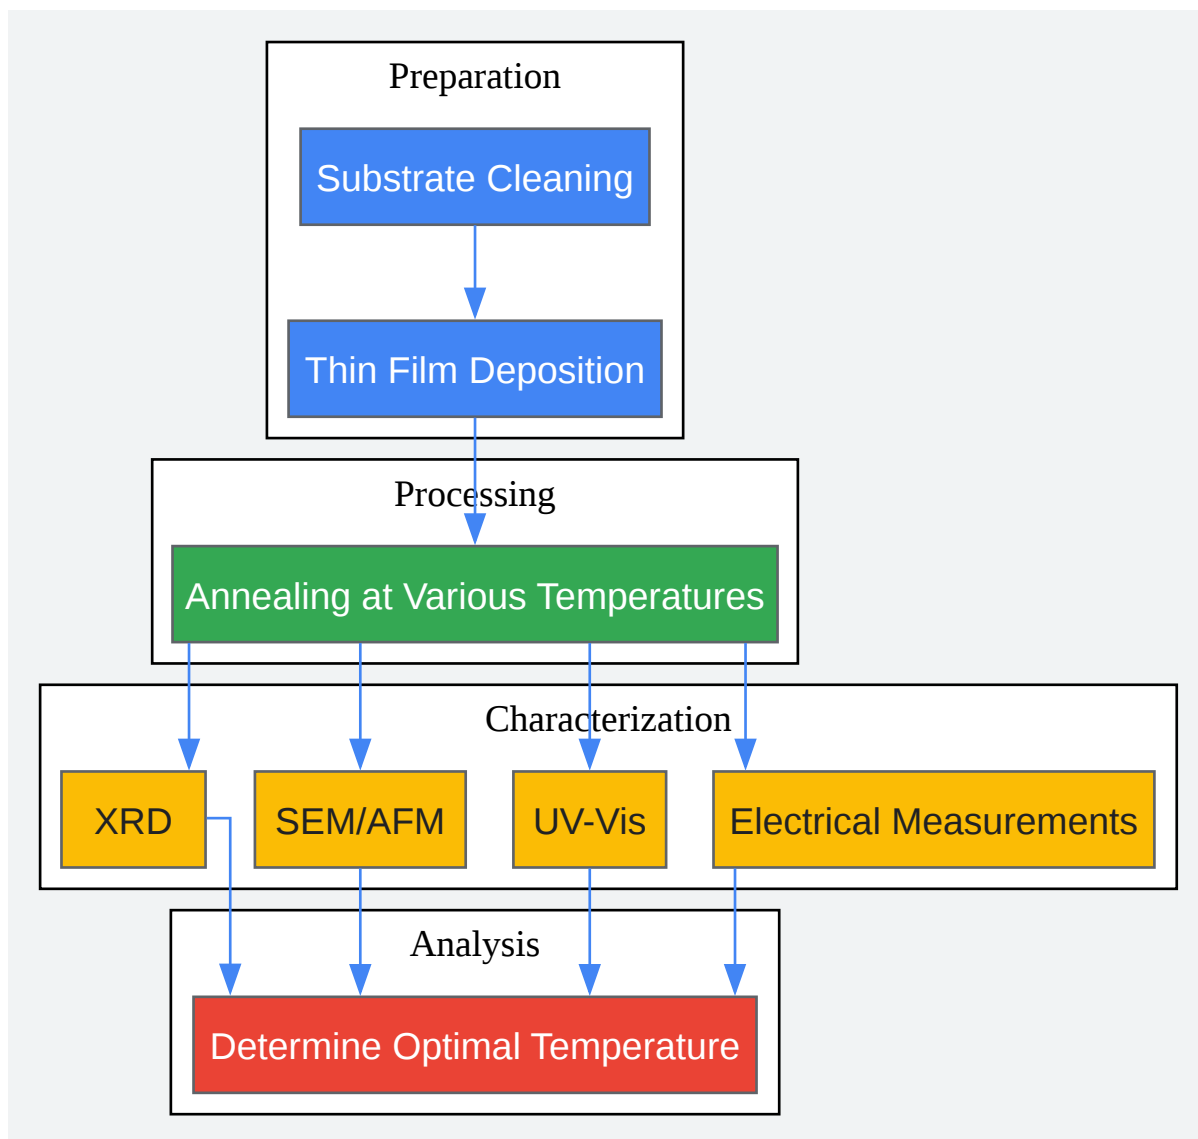 Preparation
Substrate Cleaning
Thin Film Deposition
Processing
Annealing at Various Temperatures
Characterization
XRD
SEM/AFM
UV-Vis
Electrical Measurements
Analysis
Determine Optimal Temperature